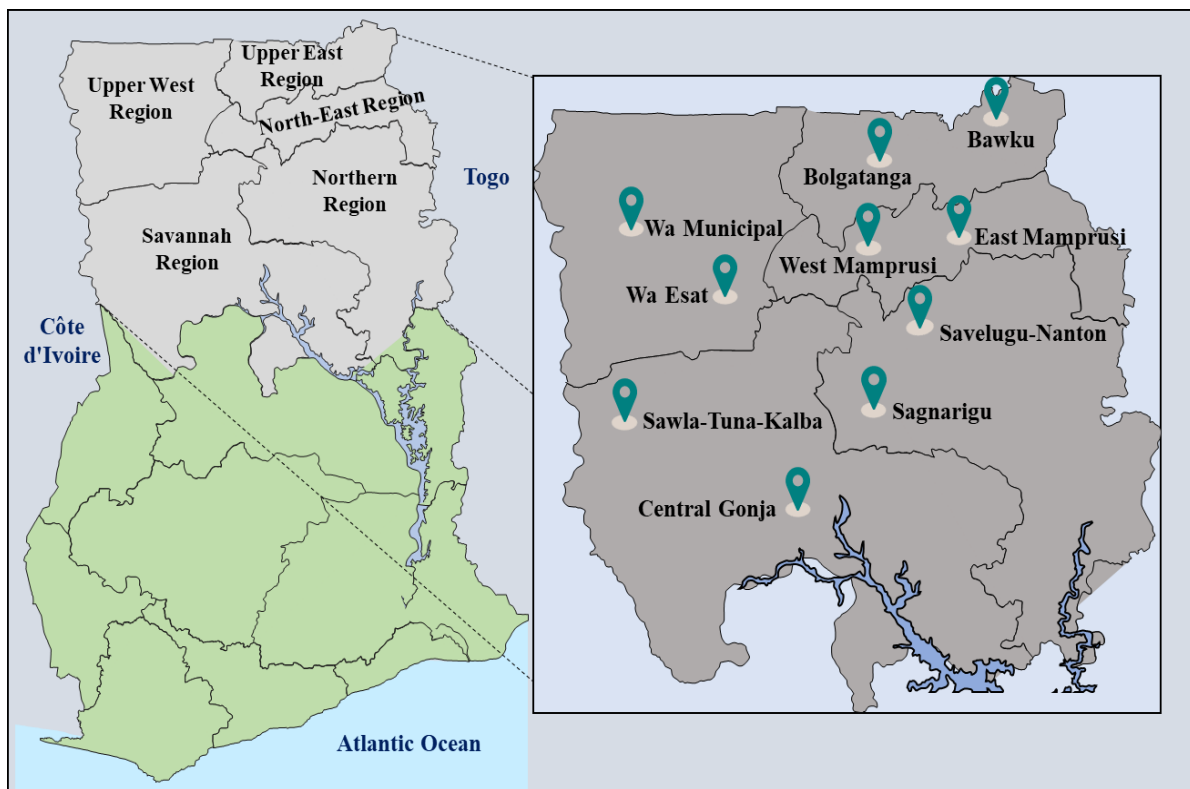 Upper East
Region
Upper West
Region
North-East Region
Northern
Region
Togo
Savannah
Region
Côte
d'Ivoire
Atlantic Ocean
Bawku
Bolgatanga
Wa Municipal
East Mamprusi
West Mamprusi
Wa Esat
Savelugu-Nanton
Sawla-Tuna-Kalba
Sagnarigu
Central Gonja